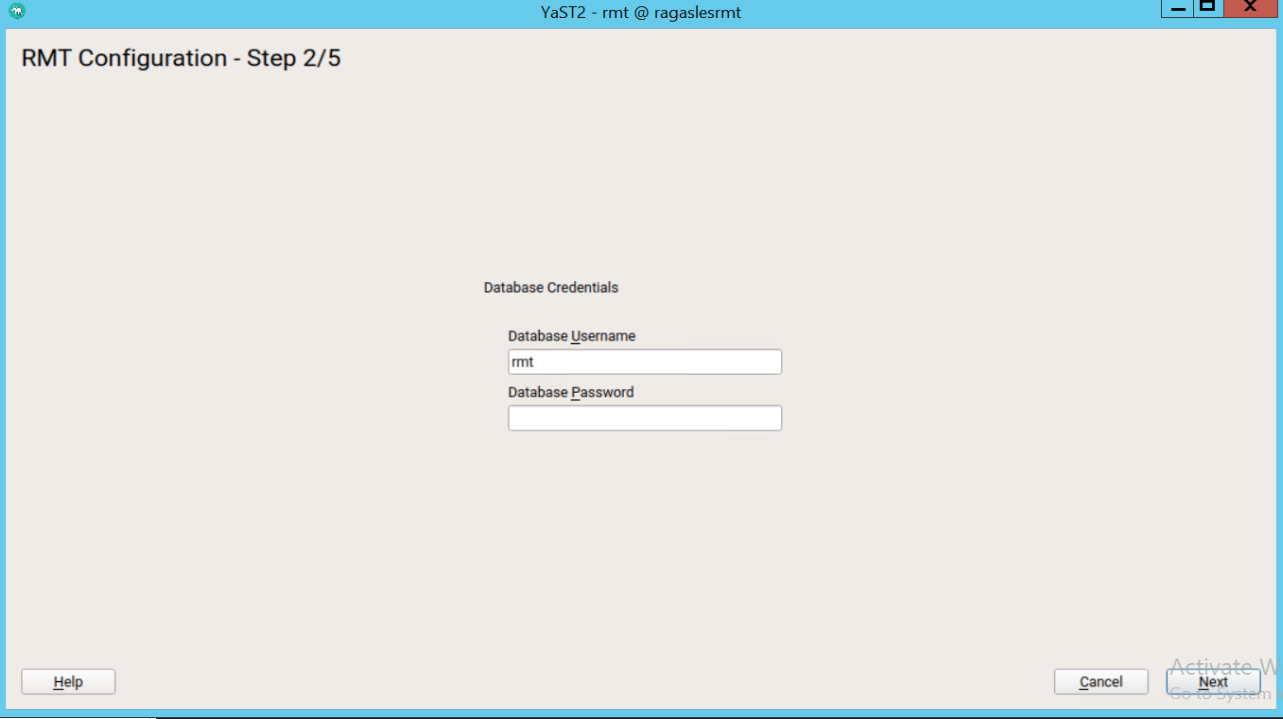 YaST2 - rmt @ ragaslesrmt
RMT Configuration - Step 2/5
Database Credentials
Database Username
rmt
Database Password
Activate W
Help
Cancel
Next
Go to System